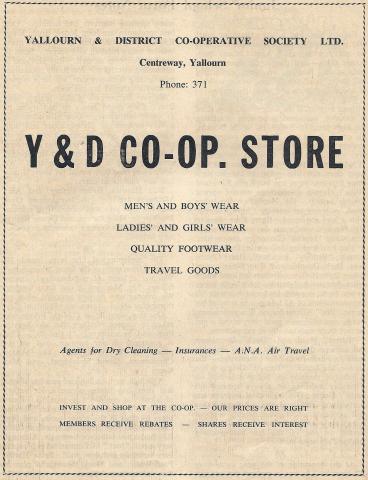 YALLOURN & DISTRICT CO-OPERATIVE SOCIETY LTD.
Centreway, Yallourn
Phone: 371
Y & D CO-OP. STORE
MEN'S AND BOYS' WEAR
LADIES' AND GIRLS' WEAR
QUALITY FOOTWEAR
TRAVEL GOODS
Agents for Dry Cleaning — Insurances — A.N.A. Air Travel
INVEST AND SHOP AT THE CO-OP. — OUR PRICES ARE RIGHT
MEMBERS RECEIVE REBATES — SHARES RECEIVE INTEREST